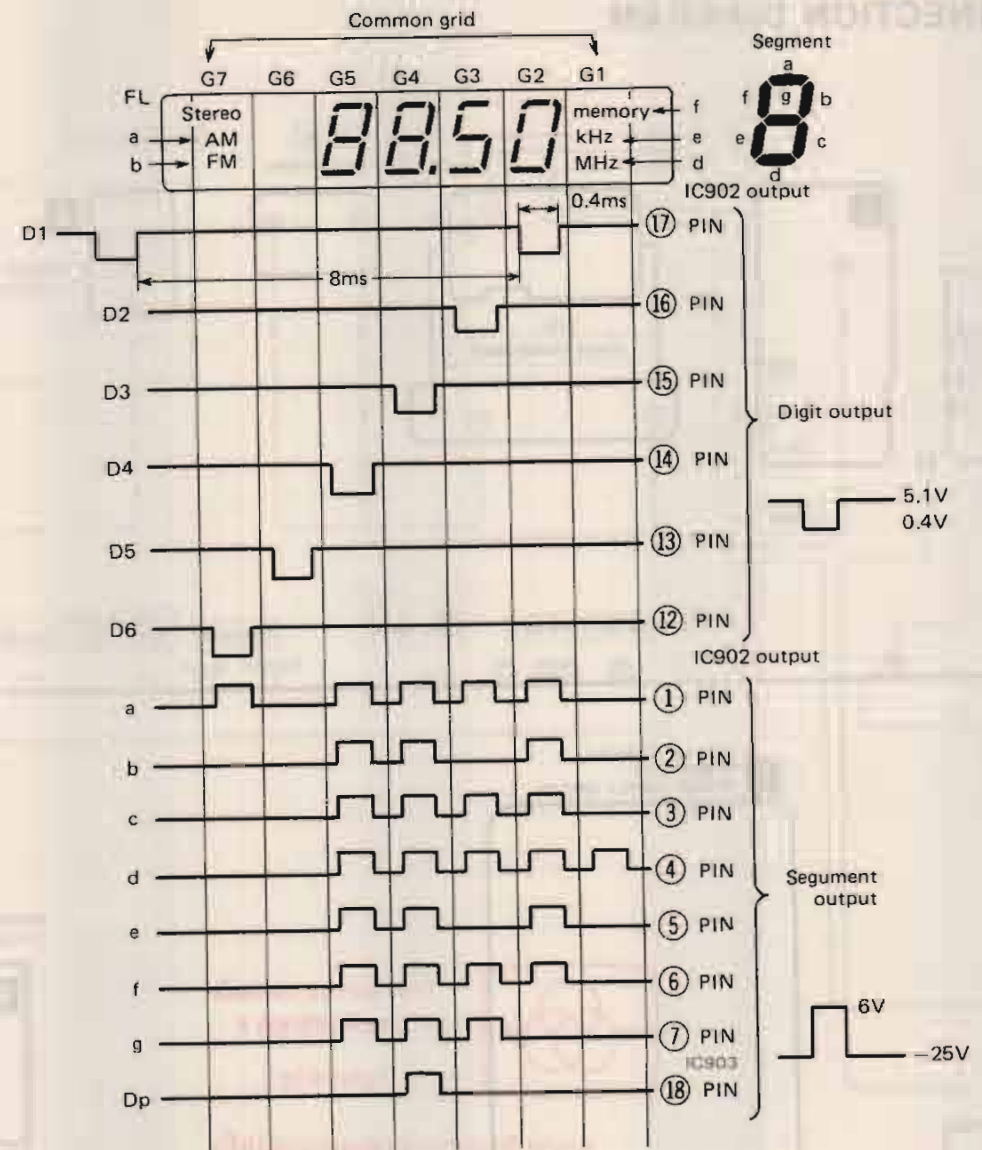 NECTION DIAGRAM
Common grid
G7 G6 G5 G4 G3 G2 G1
Segment
a
f g b
e c
d
FL
Stereo
a AM
b FM
88.50
memory f
kHz e
MHz d
IC902 output
0.4ms
D1 17 PIN
8ms
D2 16 PIN
D3 15 PIN
Digit output
D4 14 PIN
5.1V
0.4V
D5 13 PIN
D6 12 PIN
IC902 output
a 1 PIN
b 2 PIN
c 3 PIN
d 4 PIN
Segument
output
e 5 PIN
f 6 PIN
6V
g 7 PIN
-25V
IC903
Dp 18 PIN